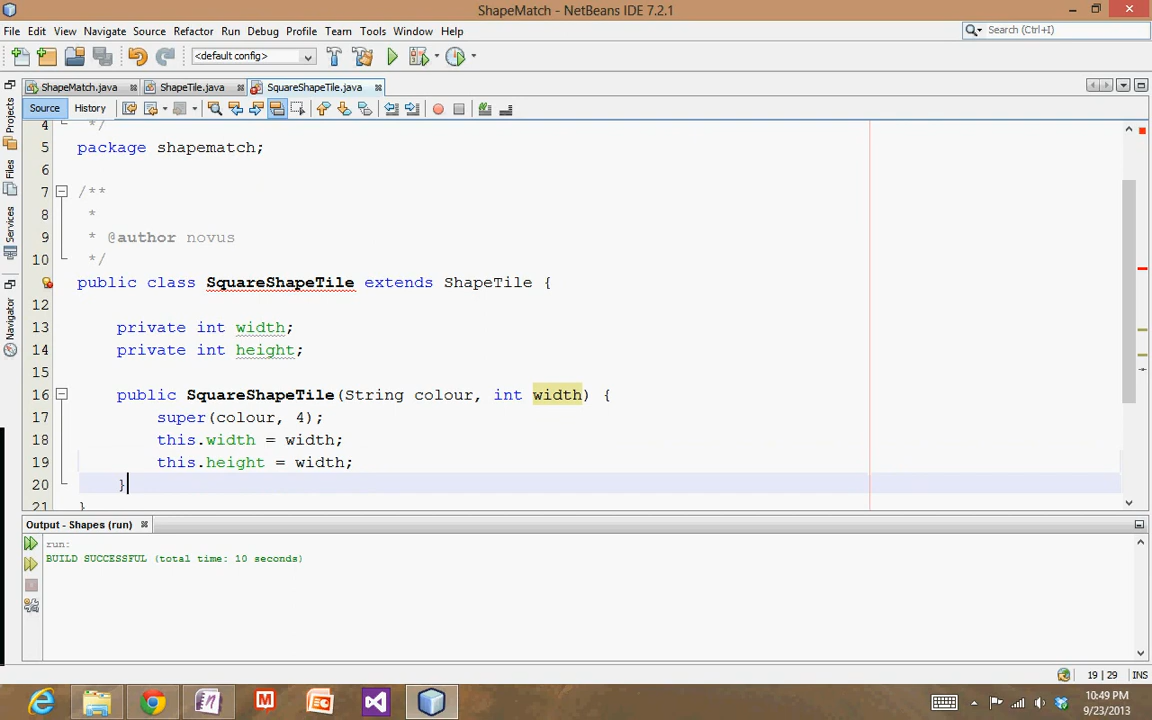 ShapeMatch - NetBeans IDE 7.2.1
File Edit View Navigate Source Refactor Run Debug Profile Team Tools Window Help
Search (Ctrl+I)
<default config>
ShapeMatch.java ShapeTile.java SquareShapeTile.java
Source History
Projects
Files
Services
Navigator
4 */
5 package shapematch;
6
7 /**
8 *
9 * @author novus
10 */
public class SquareShapeTile extends ShapeTile {
12
13 private int width;
14 private int height;
15
16 public SquareShapeTile(String colour, int width) {
17 super(colour, 4);
18 this.width = width;
19 this.height = width;
20 }
21 }
Output - Shapes (run)
run:
BUILD SUCCESSFUL (total time: 10 seconds)
19 | 29 INS
10:49 PM
9/23/2013